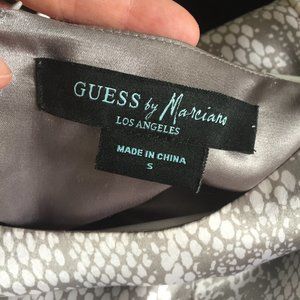 GUESS by Marciano
LOS ANGELES
MADE IN CHINA
S